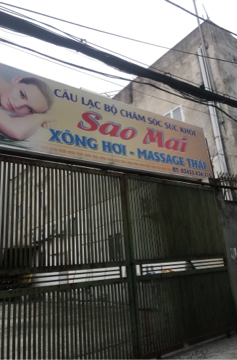 CÂU LẠC BỘ CHĂM SÓC SỨC KHỎE
Sao Mai
XÔNG HƠI - MASSAGE THÁI